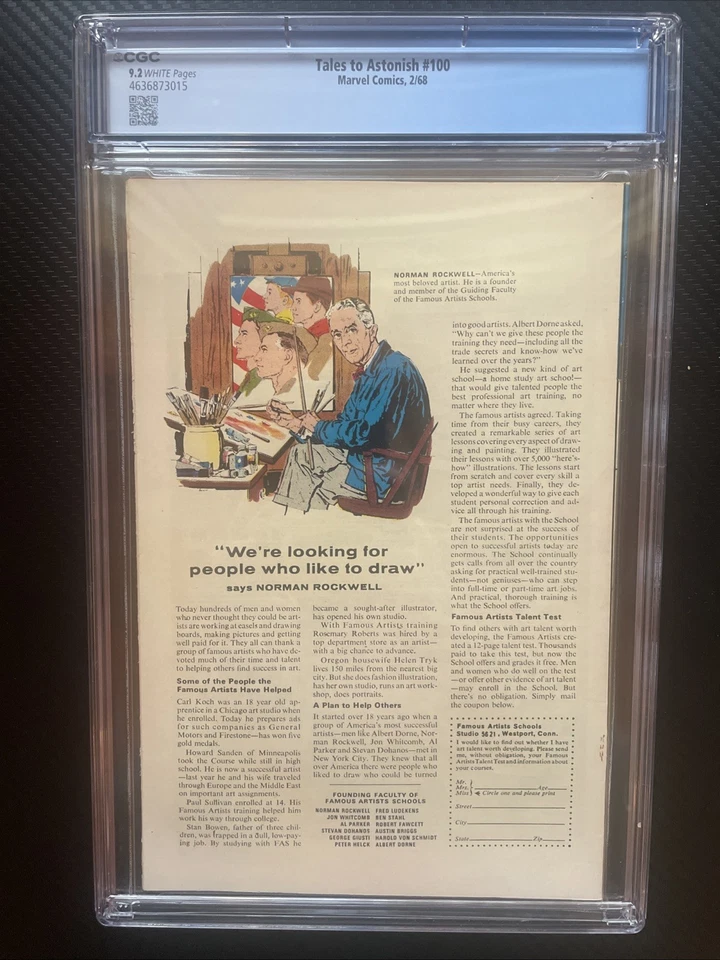 CGC
9.2 WHITE Pages
4636873015
Tales to Astonish #100
Marvel Comics, 2/68
NORMAN ROCKWELL—America's
most beloved artist. He is a founder
and member of the Guiding Faculty
of the Famous Artists Schools.
"We're looking for
people who like to draw"
says NORMAN ROCKWELL
Today hundreds of men and women
who never thought they could be art-
ists are working at easels and drawing
boards, making pictures and getting
well paid for it. They all can thank a
group of famous artists who have de-
voted much of their time and talent
to helping others find success in art.
Some of the People the
Famous Artists Have Helped
Carl Koch was an 18 year old ap-
prentice in a Chicago art studio when
he enrolled. Today he prepares ads
for such companies as General
Motors and Firestone—has won five
gold medals.
Howard Sanden of Minneapolis
took the Course while still in high
school. He is now a successful artist
—last year he and his wife traveled
through Europe and the Middle East
on important art assignments.
Paul Sullivan enrolled at 14. His
Famous Artists training helped him
work his way through college.
Stan Bowen, father of three chil-
dren, was trapped in a dull, low-pay-
ing job. By studying with FAS he
became a sought-after illustrator,
has opened his own studio.
With Famous Artists training
Rosemary Roberts was hired by a
top department store as an artist—
with a big chance to advance.
Oregon housewife Helen Tryk
lives 150 miles from the nearest big
city. But she does fashion illustration,
has her own studio, runs an art work-
shop, does portraits.
A Plan to Help Others
It started over 18 years ago when a
group of America's most successful
artists—men like Albert Dorne, Nor-
man Rockwell, Jon Whitcomb, Al
Parker and Stevan Dohanos—met in
New York City. They knew that all
over America there were people who
liked to draw who could be turned
FOUNDING FACULTY OF
FAMOUS ARTISTS SCHOOLS
NORMAN ROCKWELL FRED LUDEKENS
JON WHITCOMB BEN STAHL
AL PARKER ROBERT FAWCETT
STEVAN DOHANOS AUSTIN BRIGGS
GEORGE GIUSTI HAROLD VON SCHMIDT
PETER HELCK ALBERT DORNE
into good artists. Albert Dorne asked,
"Why can't we give these people the
training they need—including all the
trade secrets and know-how we've
learned over the years?"
He suggested a new kind of art
school—a home study art school—
that would give talented people the
best professional art training, no
matter where they live.
The famous artists agreed. Taking
time from their busy careers, they
created a remarkable series of art
lessons covering every aspect of draw-
ing and painting. They illustrated
their lessons with over 5,000 "here's-
how" illustrations. The lessons start
from scratch and cover every skill a
top artist needs. Finally, they de-
veloped a wonderful way to give each
student personal correction and ad-
vice all through his training.
The famous artists with the School
are not surprised at the success of
their students. The opportunities
open to successful artists today are
enormous. The School continually
gets calls from all over the country
asking for practical well-trained stu-
dents—not geniuses—who can step
into full-time or part-time art jobs.
And practical, thorough training is
what the School offers.
Famous Artists Talent Test
To find others with art talent worth
developing, the Famous Artists cre-
ated a 12-page talent test. Thousands
paid to take this test, but now the
School offers and grades it free. Men
and women who do well on the test
—or offer other evidence of art talent
—may enroll in the School. But
there's no obligation. Simply mail
the coupon below.
Famous Artists Schools
Studio 5621, Westport, Conn.
I would like to find out whether I have
art talent worth developing. Please send
me, without obligation, your Famous
Artists Talent Test and information about
your courses.
Mr.
Mrs. Age
Miss Circle one and please print
Street
City
State Zip